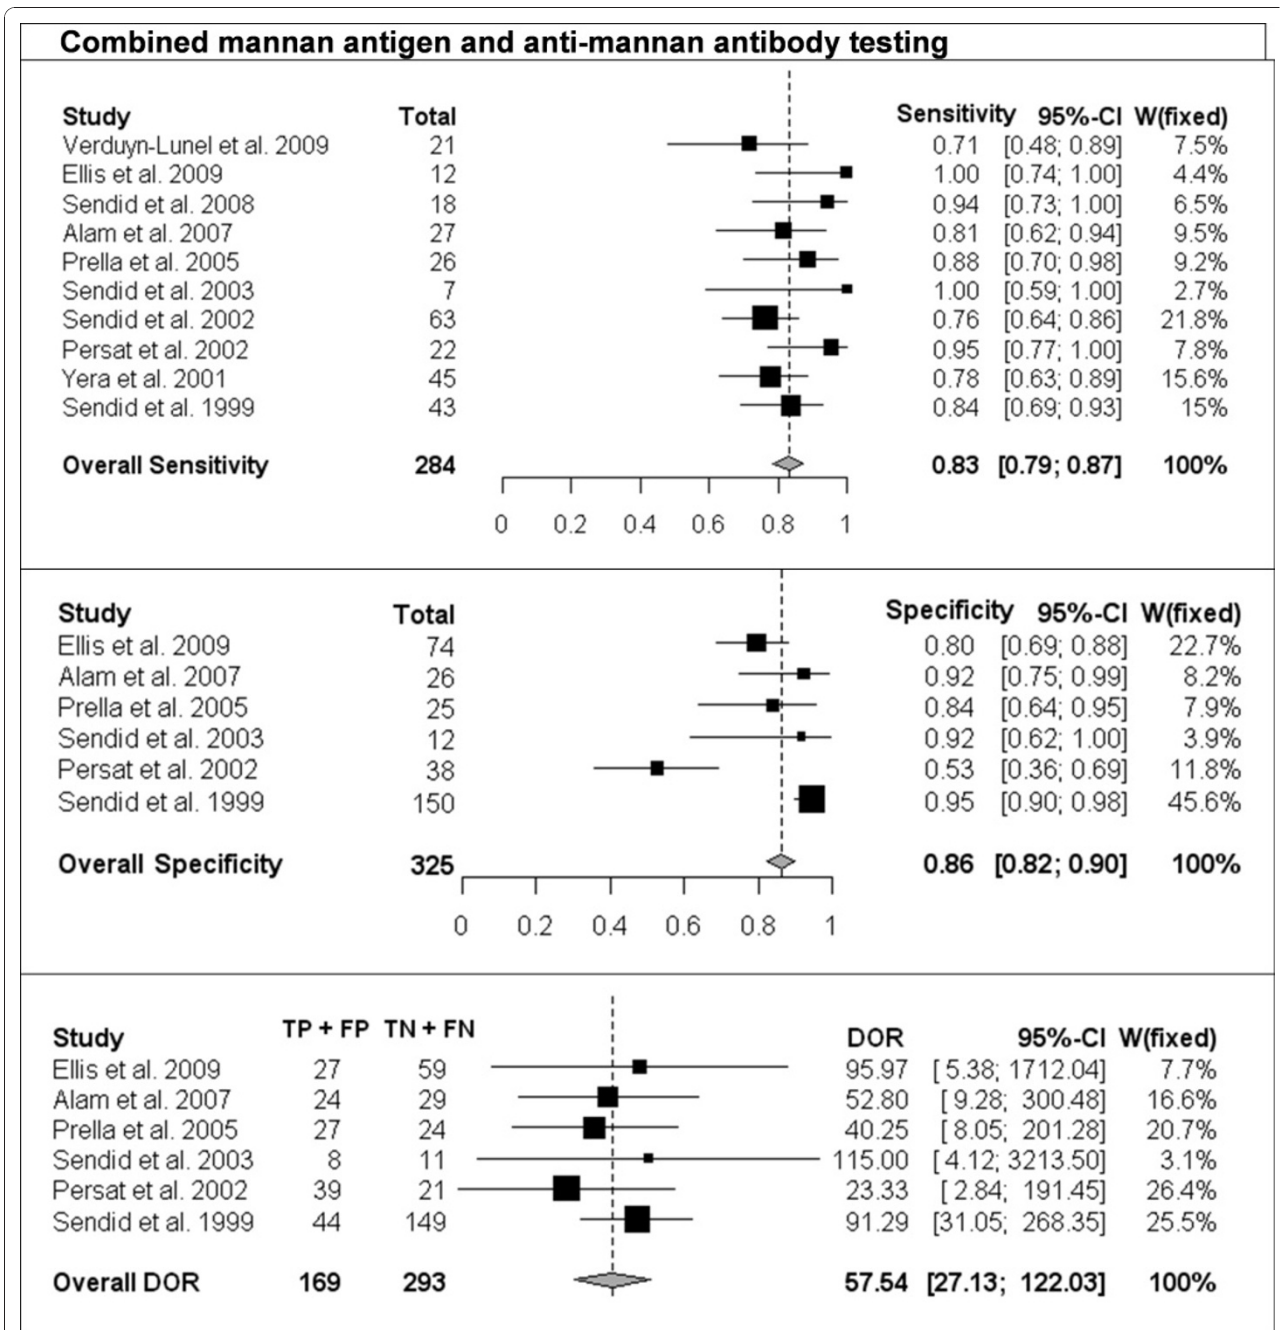 Combined mannan antigen and anti-mannan antibody testing
Study Total Sensitivity 95%-CI W(fixed)
Verduyn-Lunel et al. 2009 21 0.71 [0.48; 0.89] 7.5%
Ellis et al. 2009 12 1.00 [0.74; 1.00] 4.4%
Sendid et al. 2008 18 0.94 [0.73; 1.00] 6.5%
Alam et al. 2007 27 0.81 [0.62; 0.94] 9.5%
Prella et al. 2005 26 0.88 [0.70; 0.98] 9.2%
Sendid et al. 2003 7 1.00 [0.59; 1.00] 2.7%
Sendid et al. 2002 63 0.76 [0.64; 0.86] 21.8%
Persat et al. 2002 22 0.95 [0.77; 1.00] 7.8%
Yera et al. 2001 45 0.78 [0.63; 0.89] 15.6%
Sendid et al. 1999 43 0.84 [0.69; 0.93] 15%
Overall Sensitivity 284 0.83 [0.79; 0.87] 100%
0 0.2 0.4 0.6 0.8 1
Study Total Specificity 95%-CI W(fixed)
Ellis et al. 2009 74 0.80 [0.69; 0.88] 22.7%
Alam et al. 2007 26 0.92 [0.75; 0.99] 8.2%
Prella et al. 2005 25 0.84 [0.64; 0.95] 7.9%
Sendid et al. 2003 12 0.92 [0.62; 1.00] 3.9%
Persat et al. 2002 38 0.53 [0.36; 0.69] 11.8%
Sendid et al. 1999 150 0.95 [0.90; 0.98] 45.6%
Overall Specificity 325 0.86 [0.82; 0.90] 100%
0 0.2 0.4 0.6 0.8 1
Study TP + FP TN + FN DOR 95%-CI W(fixed)
Ellis et al. 2009 27 59 95.97 [ 5.38; 1712.04] 7.7%
Alam et al. 2007 24 29 52.80 [ 9.28; 300.48] 16.6%
Prella et al. 2005 27 24 40.25 [ 8.05; 201.28] 20.7%
Sendid et al. 2003 8 11 115.00 [ 4.12; 3213.50] 3.1%
Persat et al. 2002 39 21 23.33 [ 2.84; 191.45] 26.4%
Sendid et al. 1999 44 149 91.29 [31.05; 268.35] 25.5%
Overall DOR 169 293 57.54 [27.13; 122.03] 100%